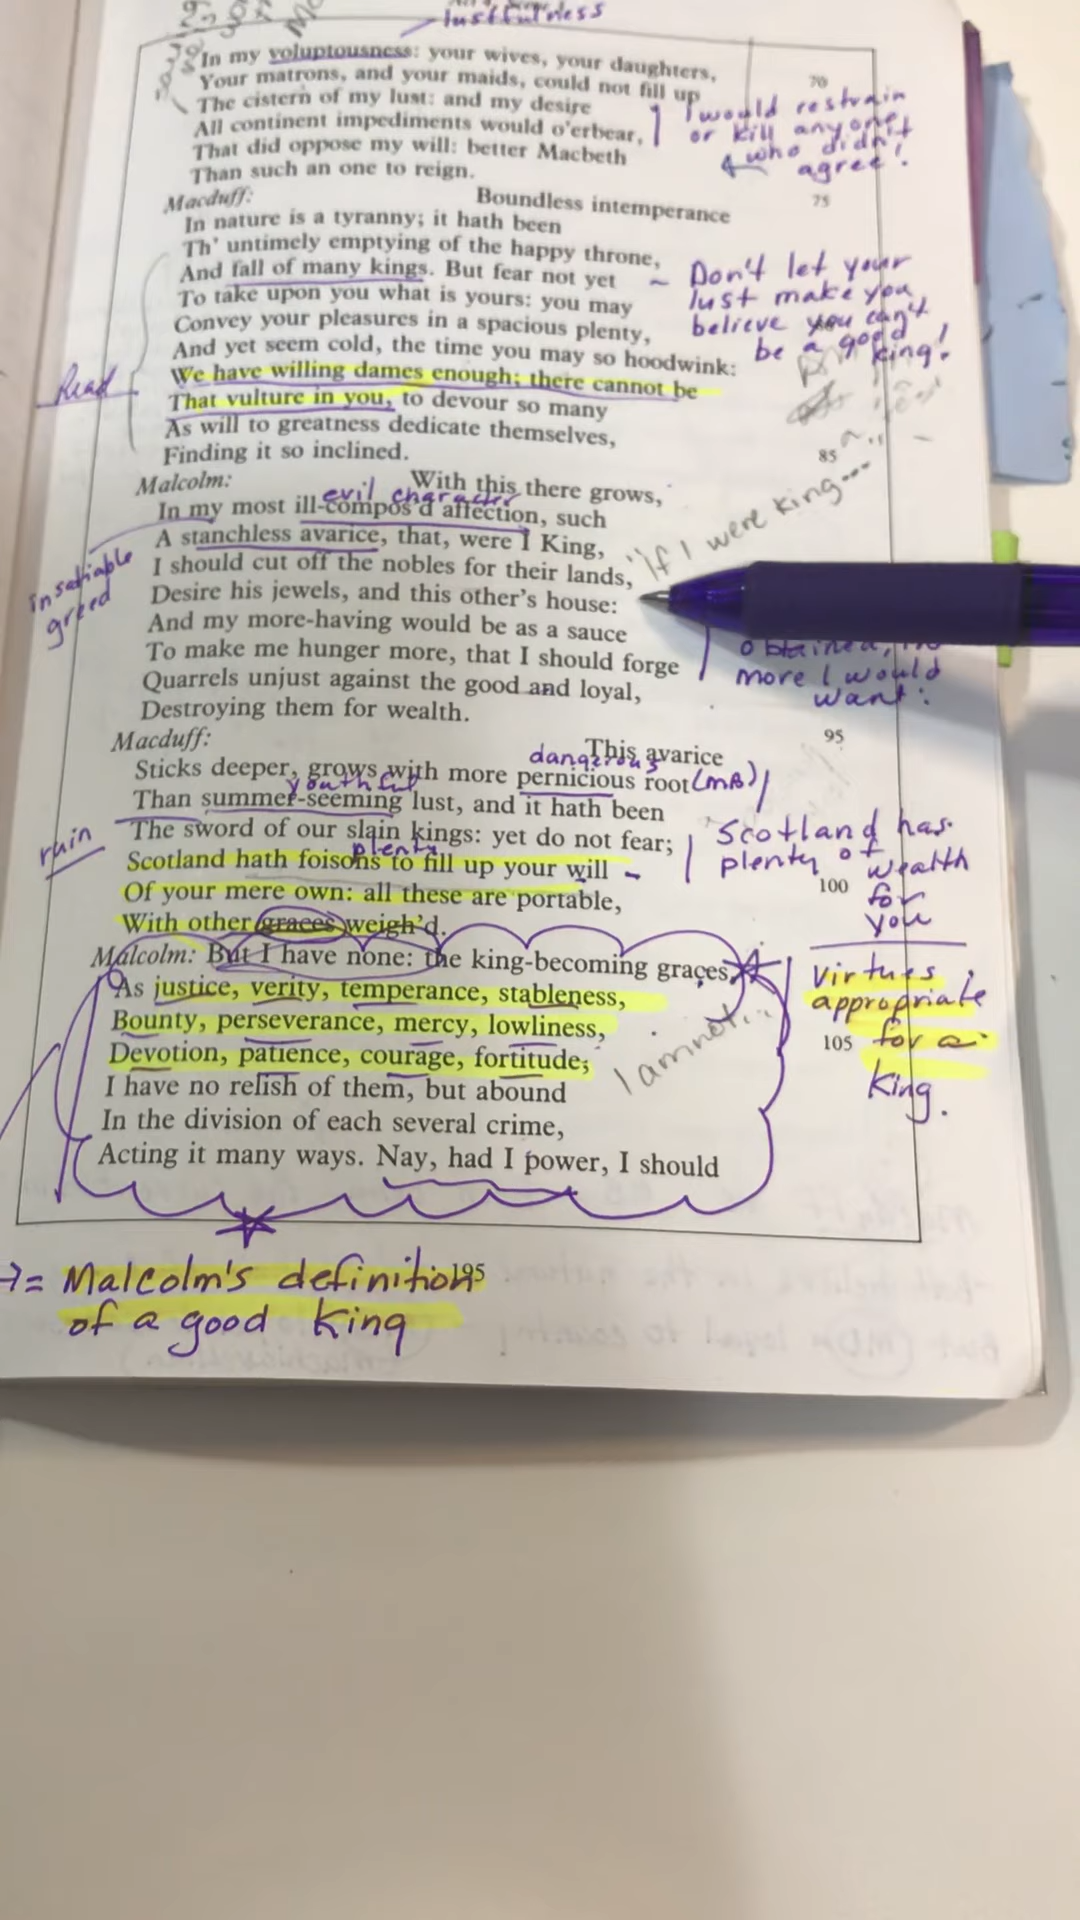 lustfulness
In my voluptousness: your wives, your daughters,
Your matrons, and your maids, could not fill up
70
The cistern of my lust: and my desire
All continent impediments would o'erbear,
That did oppose my will: better Macbeth
Than such an one to reign.
I would restrain
or kill anyone
who didn't
agree!
Macduff: Boundless intemperance
75
In nature is a tyranny; it hath been
Th' untimely emptying of the happy throne,
And fall of many kings. But fear not yet
To take upon you what is yours: you may
Convey your pleasures in a spacious plenty,
And yet seem cold, the time you may so hoodwink:
We have willing dames enough; there cannot be
That vulture in you, to devour so many
As will to greatness dedicate themselves,
Finding it so inclined.
85
~ Don't let your
lust make you
believe you can't
be a good
king!
Read
Malcolm: With this there grows,
evil character
In my most ill-compos'd affection, such
A stanchless avarice, that, were I King,
I should cut off the nobles for their lands,
Desire his jewels, and this other's house:
And my more-having would be as a sauce
To make me hunger more, that I should forge
Quarrels unjust against the good and loyal,
Destroying them for wealth.
insatiable
greed
"If I were king...
obtained,
more I would
want.
95
Macduff: This avarice
dangerous
Sticks deeper, grows with more pernicious root (MB)
youthful
Than summer-seeming lust, and it hath been
The sword of our slain kings: yet do not fear;
plenty
Scotland hath foisons to fill up your will -
Of your mere own: all these are portable,
100
With other graces weigh'd.
ruin
Scotland has
plenty of
wealth
for
you
Malcolm: But I have none: the king-becoming graces,
As justice, verity, temperance, stableness,
Bounty, perseverance, mercy, lowliness,
105
Devotion, patience, courage, fortitude,
I have no relish of them, but abound
In the division of each several crime,
Acting it many ways. Nay, had I power, I should
I am not...
Virtues
appropriate
for a
king.
195
→= Malcolm's definition
of a good king